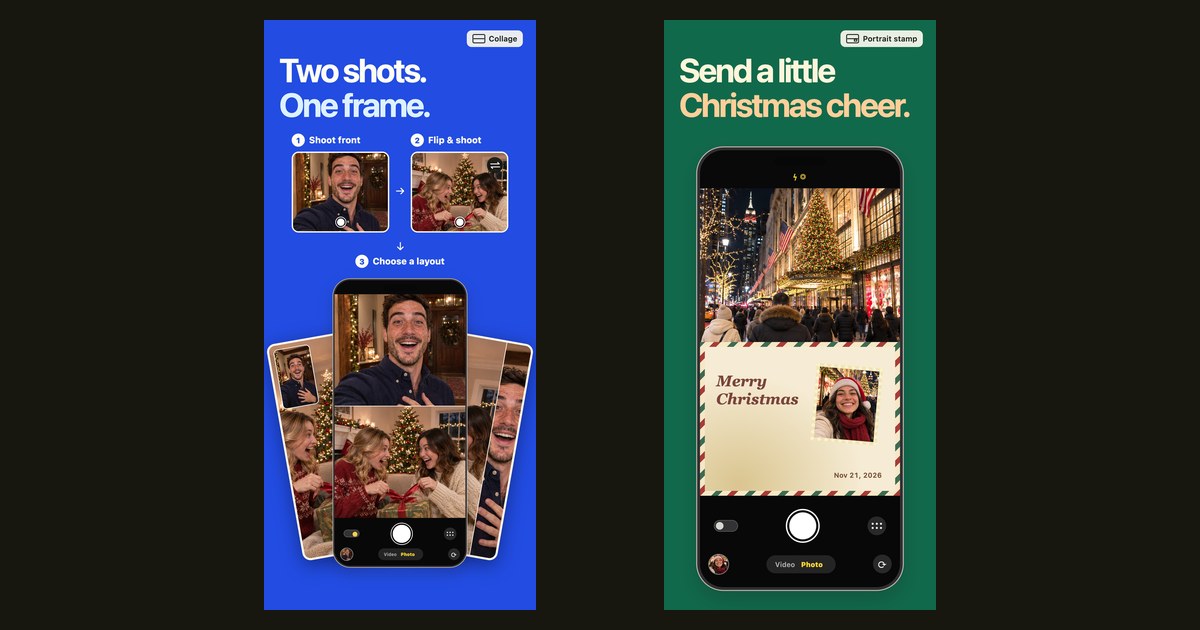 Collage
Two shots.
One frame.
1 Shoot front
2 Flip & shoot
3 Choose a layout
Video Photo
Portrait stamp
Send a little
Christmas cheer.
Merry
Christmas
Nov 21, 2026
Video Photo